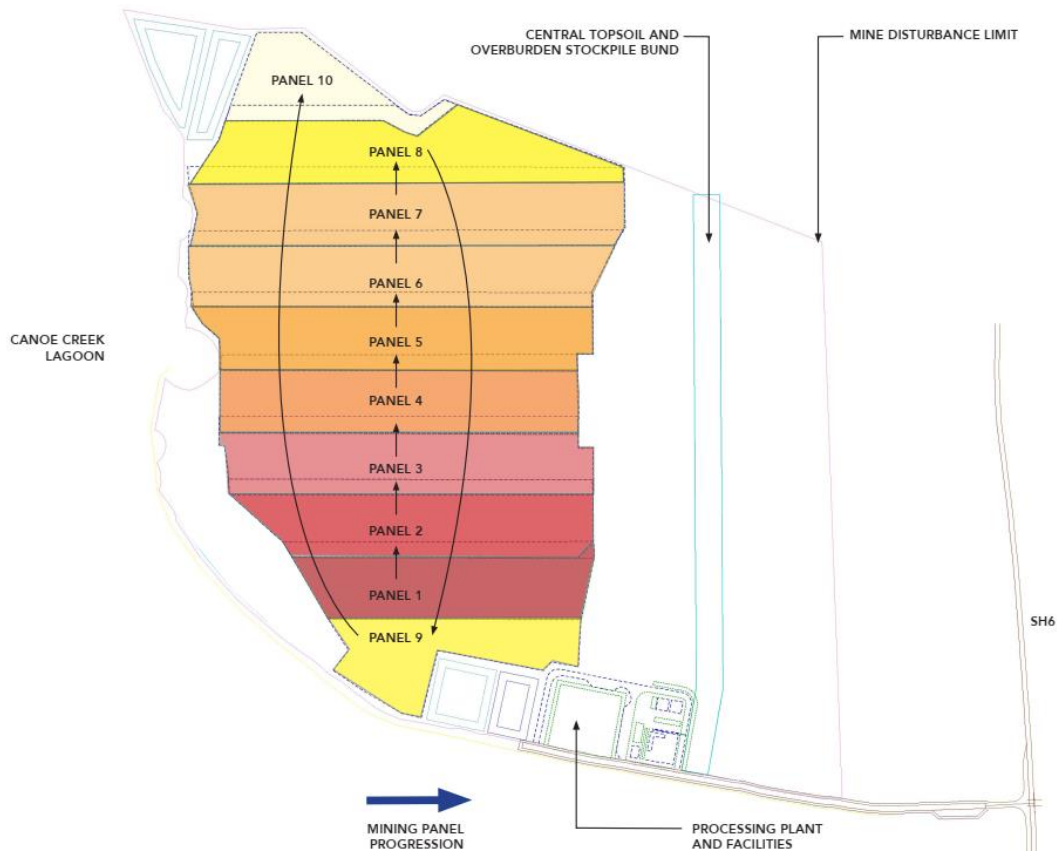 CENTRAL TOPSOIL AND
OVERBURDEN STOCKPILE BUND
MINE DISTURBANCE LIMIT
PANEL 10
PANEL 8
PANEL 7
PANEL 6
CANOE CREEK
LAGOON
PANEL 5
PANEL 4
PANEL 3
PANEL 2
PANEL 1
SH6
PANEL 9
MINING PANEL
PROGRESSION
PROCESSING PLANT
AND FACILITIES